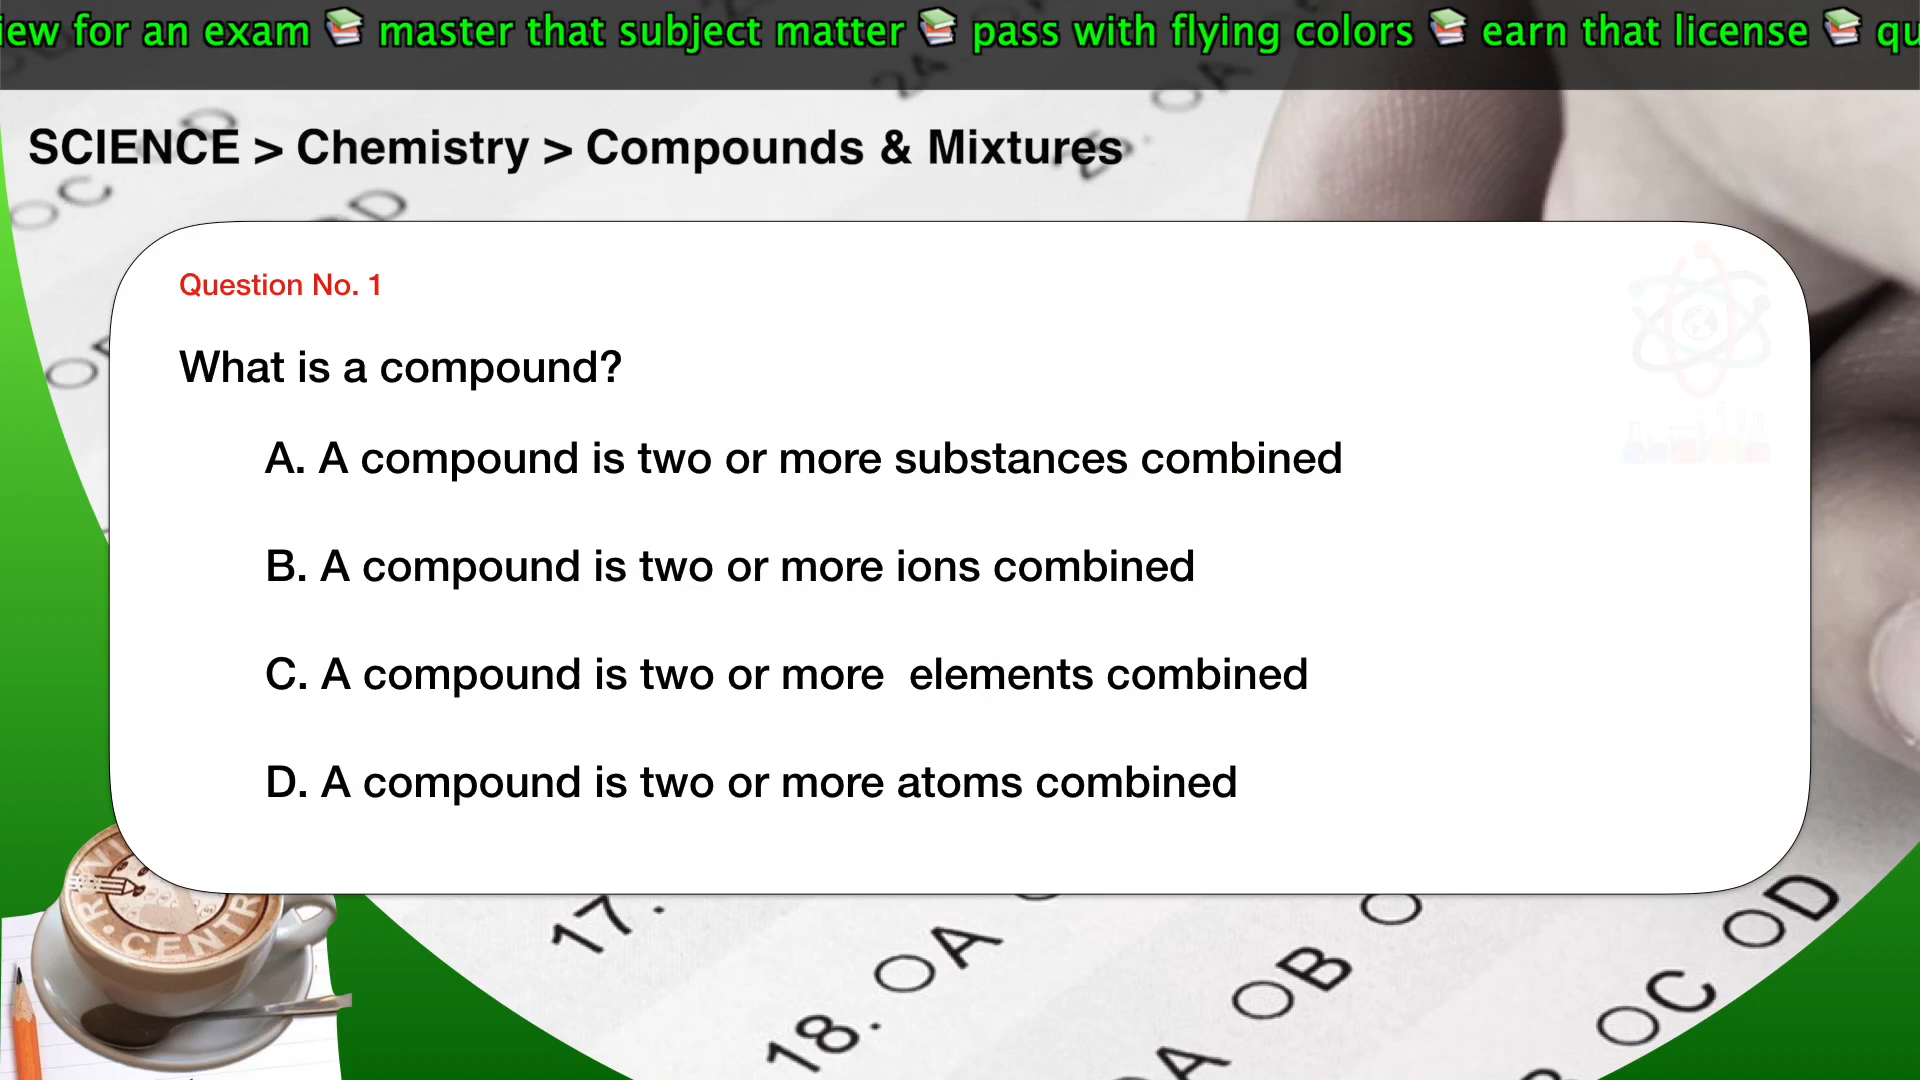 iew for an exam master that subject matter pass with flying colors earn that license qu
SCIENCE > Chemistry > Compounds & Mixtures
Question No. 1
What is a compound?
A. A compound is two or more substances combined
B. A compound is two or more ions combined
C. A compound is two or more  elements combined
D. A compound is two or more atoms combined
17.
18. OA
OB
OC OD
CENTR